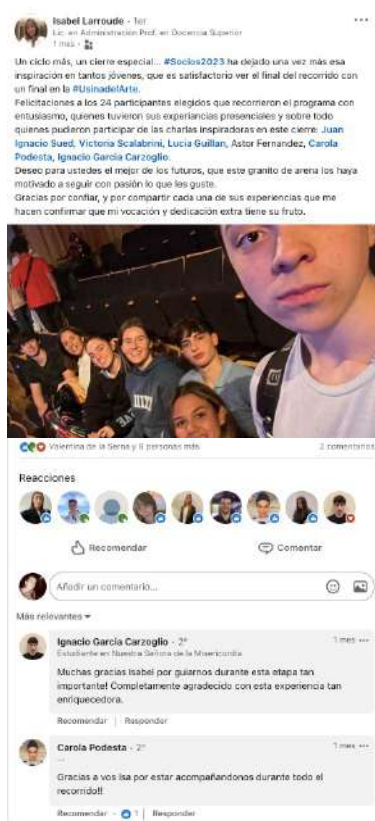 Isabel Larroude · 1er
Lic. en Administración Prof. en Docencia Superior
1 mes ·
Un ciclo más, un cierre especial... #Socios2023 ha dejado una vez más esa
inspiración en tantos jóvenes, que es satisfactorio ver el final del recorrido con
un final en la #UsinadelArte.
Felicitaciones a los 24 participantes elegidos que recorrieron el programa con
entusiasmo, quienes tuvieron sus experiancias presenciales y sobre todo
quienes pudieron participar de las charlas inspiradoras en este cierre: Juan
Ignacio Sued, Victoria Scalabrini, Lucia Guillan, Astor Fernandez, Carola
Podesta, Ignacio Garcia Carzoglio.
Deseo para ustedes el mejor de los futuros, que este granito de arena los haya
motivado a seguir con pasión lo que les guste.
Gracias por confiar, y por compartir cada una de sus experiencias que me
hacen confirmar que mi vocación y dedicación extra tiene su fruto.
Valentina de la Serna y 8 personas más
2 comentarios
Reacciones
Recomendar
Comentar
Añadir un comentario...
Más relevantes
Ignacio Garcia Carzoglio · 2º
1 mes
Estudiante en Nuestra Señora de la Misericordia
Muchas gracias Isabel por guiarnos durante esta etapa tan
importante! Completamente agradecido con esta experiencia tan
enriquecedora.
Recomendar | Responder
Carola Podesta · 2º
1 mes
--
Gracias a vos Isa por estar acompañandonos durante todo el
recorrido!!
Recomendar · 1 | Responder